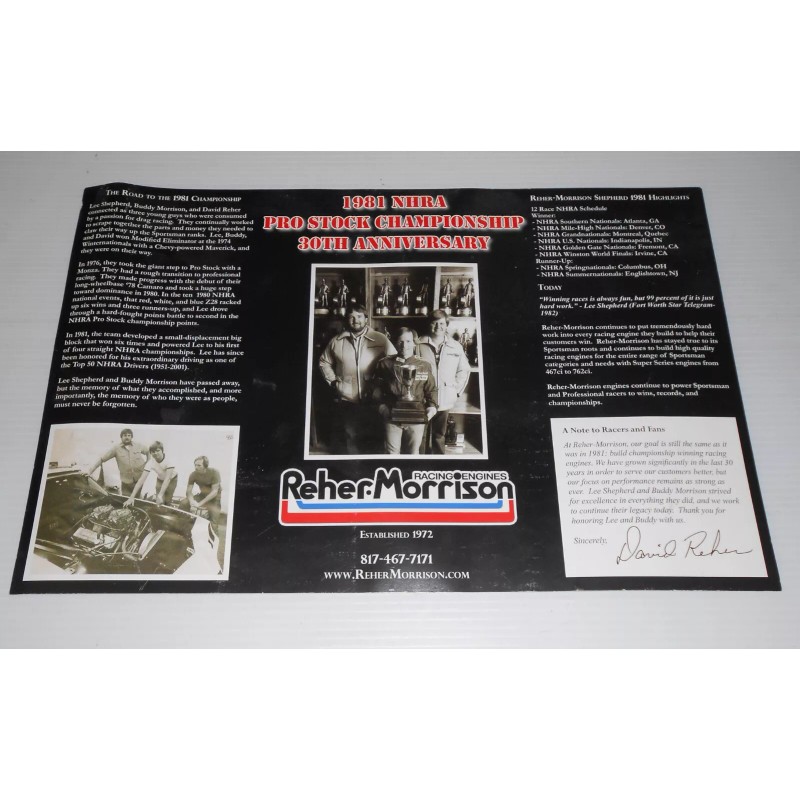 THE ROAD TO THE 1981 CHAMPIONSHIP
Lee Shepherd, Buddy Morrison, and David Reher
connected as three young guys who were consumed
by a passion for drag racing. They continually worked
to scrape together the parts and money they needed to
claw their way up the Sportsman ranks. Lee, Buddy,
and David won Modified Eliminator at the 1974
Winternationals with a Chevy-powered Maverick, and
they were on their way.
In 1976, they took the giant step to Pro Stock with a
Monza. They had a rough transition to professional
racing. They made progress with the debut of their
long-wheelbase '78 Camaro and took a huge step
toward dominance in 1980. In the ten 1980 NHRA
national events, that red, white, and blue Z28 racked
up six wins and three runners-up, and Lee drove
through a hard-fought points battle to second in the
NHRA Pro Stock championship points.
In 1981, the team developed a small-displacement big
block that won six times and powered Lee to his first
of four straight NHRA championships. Lee has since
been honored for his extraordinary driving as one of
the Top 50 NHRA Drivers (1951-2001).
Lee Shepherd and Buddy Morrison have passed away,
but the memory of what they accomplished, and more
importantly, the memory of who they were as people,
must never be forgotten.
1981 NHRA
PRO STOCK CHAMPIONSHIP
30TH ANNIVERSARY
RACING ENGINES
Reher-Morrison
ESTABLISHED 1972
817-467-7171
WWW.REHERMORRISON.COM
REHER-MORRISON SHEPHERD 1981 HIGHLIGHTS
12 Race NHRA Schedule
Winner:
- NHRA Southern Nationals: Atlanta, GA
- NHRA Mile-High Nationals: Denver, CO
- NHRA Grandnationals: Montreal, Quebec
- NHRA U.S. Nationals: Indianapolis, IN
- NHRA Golden Gate Nationals: Fremont, CA
- NHRA Winston World Finals: Irvine, CA
Runner-Up:
- NHRA Springnationals: Columbus, OH
- NHRA Summernationals: Englishtown, NJ
TODAY
"Winning races is always fun, but 99 percent of it is just
hard work." - Lee Shepherd (Fort Worth Star Telegram-
1982)
Reher-Morrison continues to put tremendously hard
work into every racing engine they build to help their
customers win. Reher-Morrison has stayed true to its
Sportsman roots and continues to build high quality
racing engines for the entire range of Sportsman
categories and needs with Super Series engines from
467ci to 762ci.
Reher-Morrison engines continue to power Sportsman
and Professional racers to wins, records, and
championships.
A Note to Racers and Fans
At Reher-Morrison, our goal is still the same as it
was in 1981: build championship winning racing
engines. We have grown significantly in the last 30
years in order to serve our customers better, but
our focus on performance remains as strong as
ever. Lee Shepherd and Buddy Morrison strived
for excellence in everything they did, and we work
to continue their legacy today. Thank you for
honoring Lee and Buddy with us.
Sincerely,
David Reher